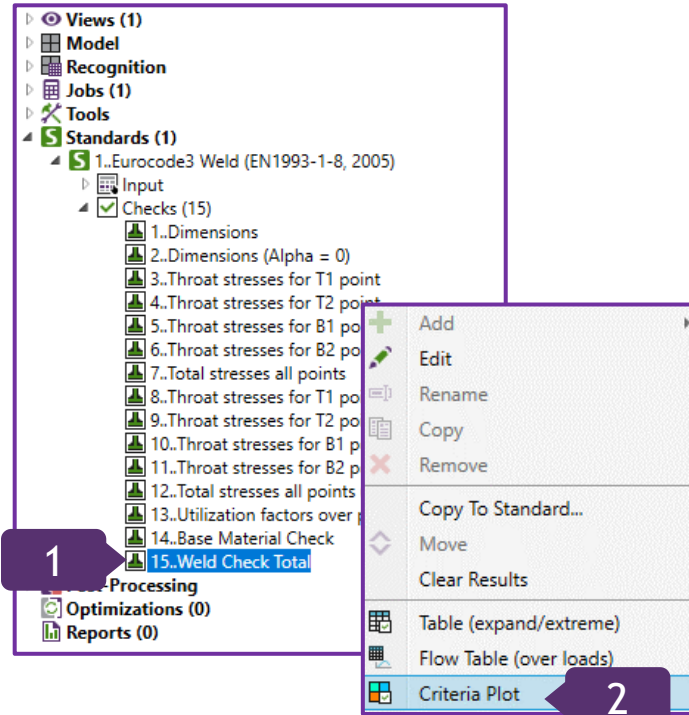 Views (1)
Model
Recognition
Jobs (1)
Tools
Standards (1)
1..Eurocode3 Weld (EN1993-1-8, 2005)
Input
Checks (15)
1..Dimensions
2..Dimensions (Alpha = 0)
3..Throat stresses for T1 point
4..Throat stresses for T2 point
5..Throat stresses for B1 po
6..Throat stresses for B2 po
7..Total stresses all points
8..Throat stresses for T1 po
9..Throat stresses for T2 po
10..Throat stresses for B1 p
11..Throat stresses for B2 p
12..Total stresses all points
13..Utilization factors over
14..Base Material Check
1
15..Weld Check Total
-Processing
Optimizations (0)
Reports (0)
Add
Edit
Rename
Copy
Remove
Copy To Standard...
Move
Clear Results
Table (expand/extreme)
Flow Table (over loads)
Criteria Plot
2